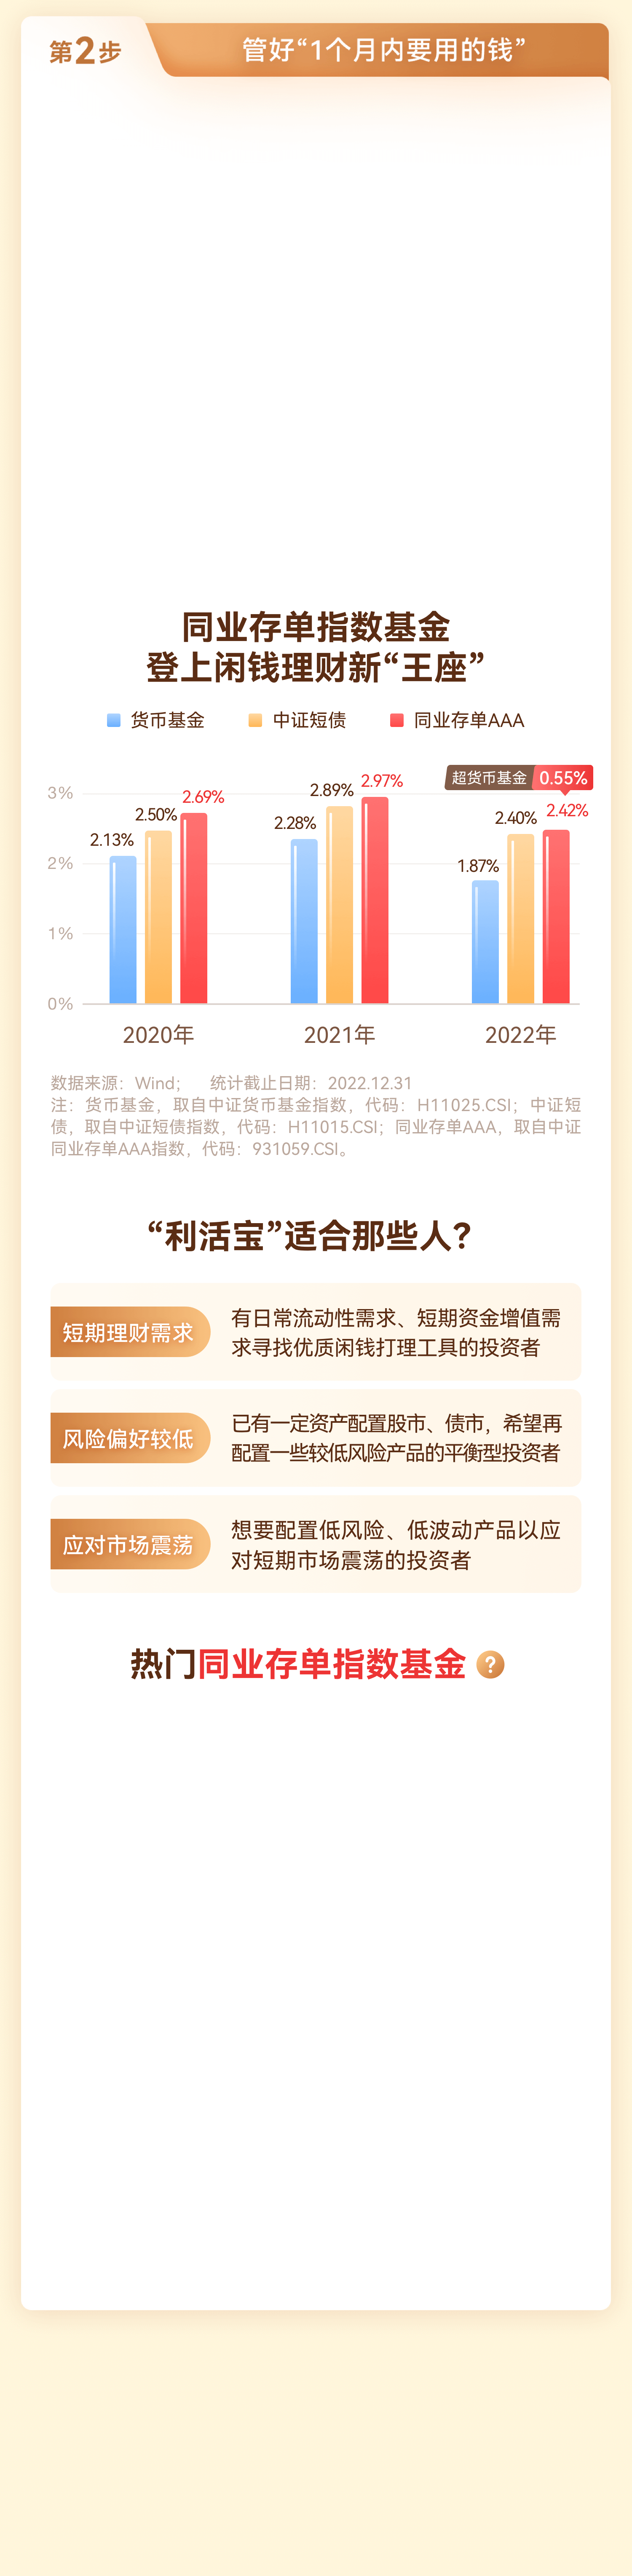 第2步
管好“1个月内要用的钱”
同业存单指数基金
登上闲钱理财新“王座”
货币基金 中证短债 同业存单AAA
超货币基金 0.55%
3%
2%
1%
0%
2.13% 2.50% 2.69%
2.28% 2.89% 2.97%
1.87% 2.40% 2.42%
2020年 2021年 2022年
数据来源：Wind； 统计截止日期：2022.12.31
注：货币基金，取自中证货币基金指数，代码：H11025.CSI；中证短
债，取自中证短债指数，代码：H11015.CSI；同业存单AAA，取自中证
同业存单AAA指数，代码：931059.CSI。
“利活宝”适合那些人？
短期理财需求
有日常流动性需求、短期资金增值需
求寻找优质闲钱打理工具的投资者
风险偏好较低
已有一定资产配置股市、债市，希望再
配置一些较低风险产品的平衡型投资者
应对市场震荡
想要配置低风险、低波动产品以应
对短期市场震荡的投资者
热门同业存单指数基金 ?